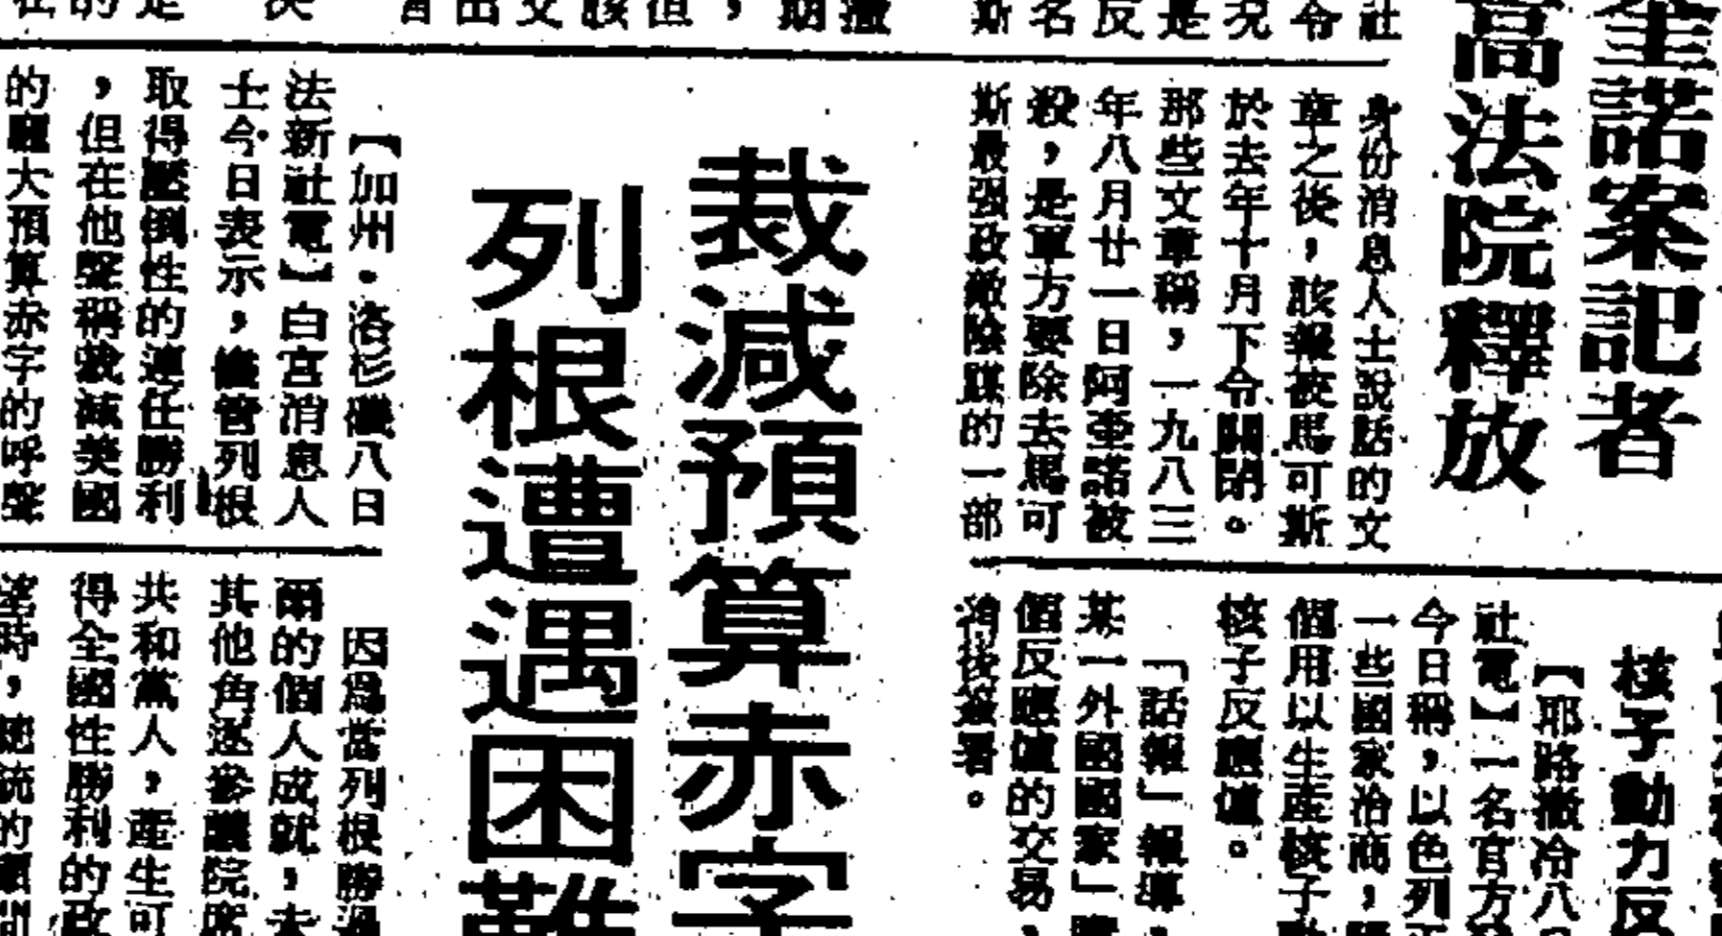 奎諾案記者
高法院釋放
身份消息人士說話的文
章之後，該報被馬可斯
於去年十月下令關閉。
那些文章稱，一九八三
年八月廿一日阿奎諾被
殺，是軍方要除去馬可
斯最强政敵陰謀的一部
核子動力反
【耶路撒冷八
社電】一名官方
今日稱，以色列正
一些國家洽商，
個用以生產核子
核子反應爐。
「話報」報導，
某一外國國家」
個反應爐的交易，
簽署。
裁減預算赤字
列根遭遇困難
【加州·洛杉磯八日
法新社電】白宮消息人
士今日表示，儘管列根
取得壓倒性的連任勝利
，但在他聲稱裁減美國
的龐大預算赤字的呼聲
因為當列根勝過
爾的個人成就，未
其他角逐參議院席
共和黨人，產生可
得全國性勝利的政
時，總統的